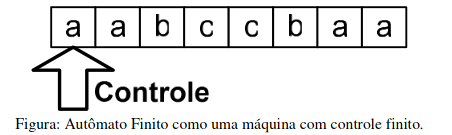 a a b c c b a a
Controle
Figura: Autômato Finito como uma máquina com controle finito.